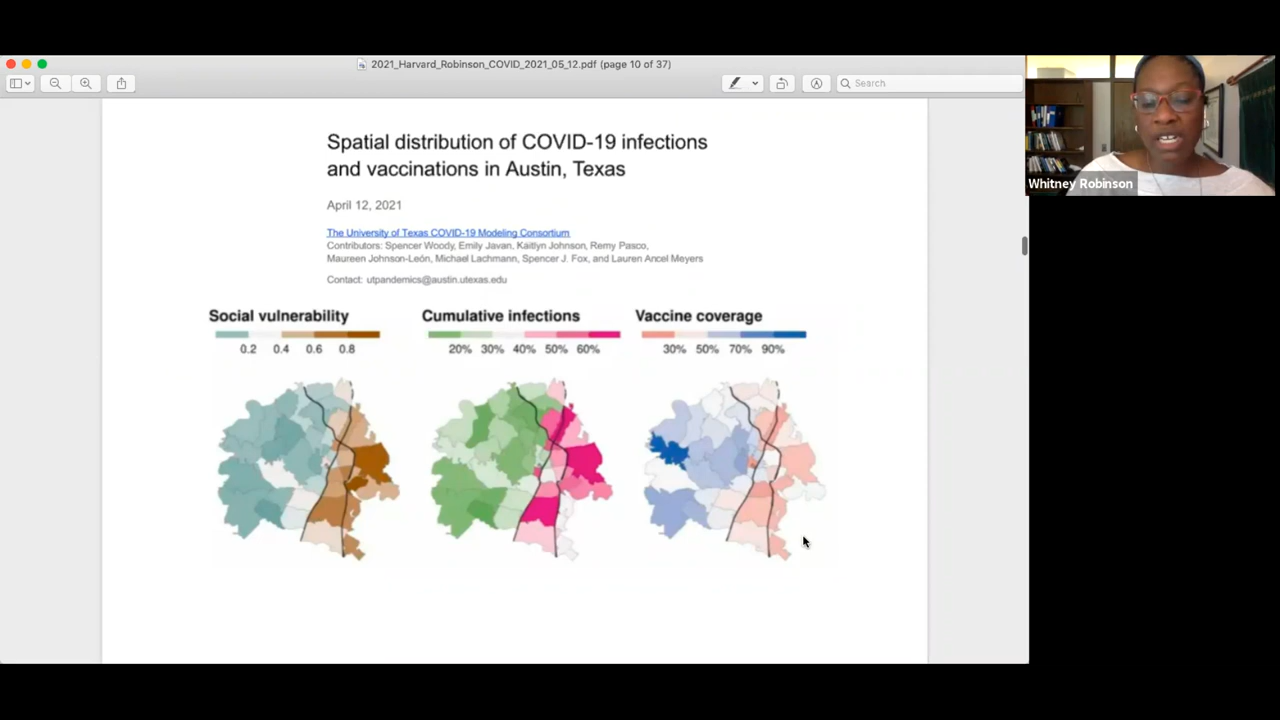 2021_Harvard_Robinson_COVID_2021_05_12.pdf (page 10 of 37)
Search
Whitney Robinson
Spatial distribution of COVID-19 infections
and vaccinations in Austin, Texas
April 12, 2021
The University of Texas COVID-19 Modeling Consortium
Contributors: Spencer Woody, Emily Javan, Kaitlyn Johnson, Remy Pasco,
Maureen Johnson-León, Michael Lachmann, Spencer J. Fox, and Lauren Ancel Meyers
Contact: utpandemics@austin.utexas.edu
Social vulnerability
0.2 0.4 0.6 0.8
Cumulative infections
20% 30% 40% 50% 60%
Vaccine coverage
30% 50% 70% 90%